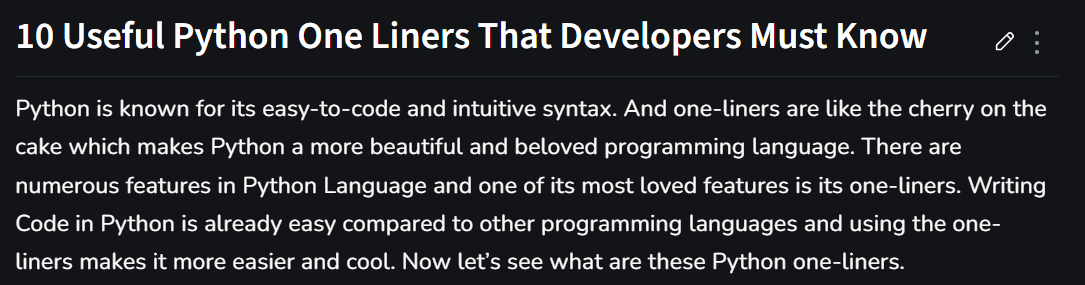 10 Useful Python One Liners That Developers Must Know
Python is known for its easy-to-code and intuitive syntax. And one-liners are like the cherry on the
cake which makes Python a more beautiful and beloved programming language. There are
numerous features in Python Language and one of its most loved features is its one-liners. Writing
Code in Python is already easy compared to other programming languages and using the one-
liners makes it more easier and cool. Now let’s see what are these Python one-liners.